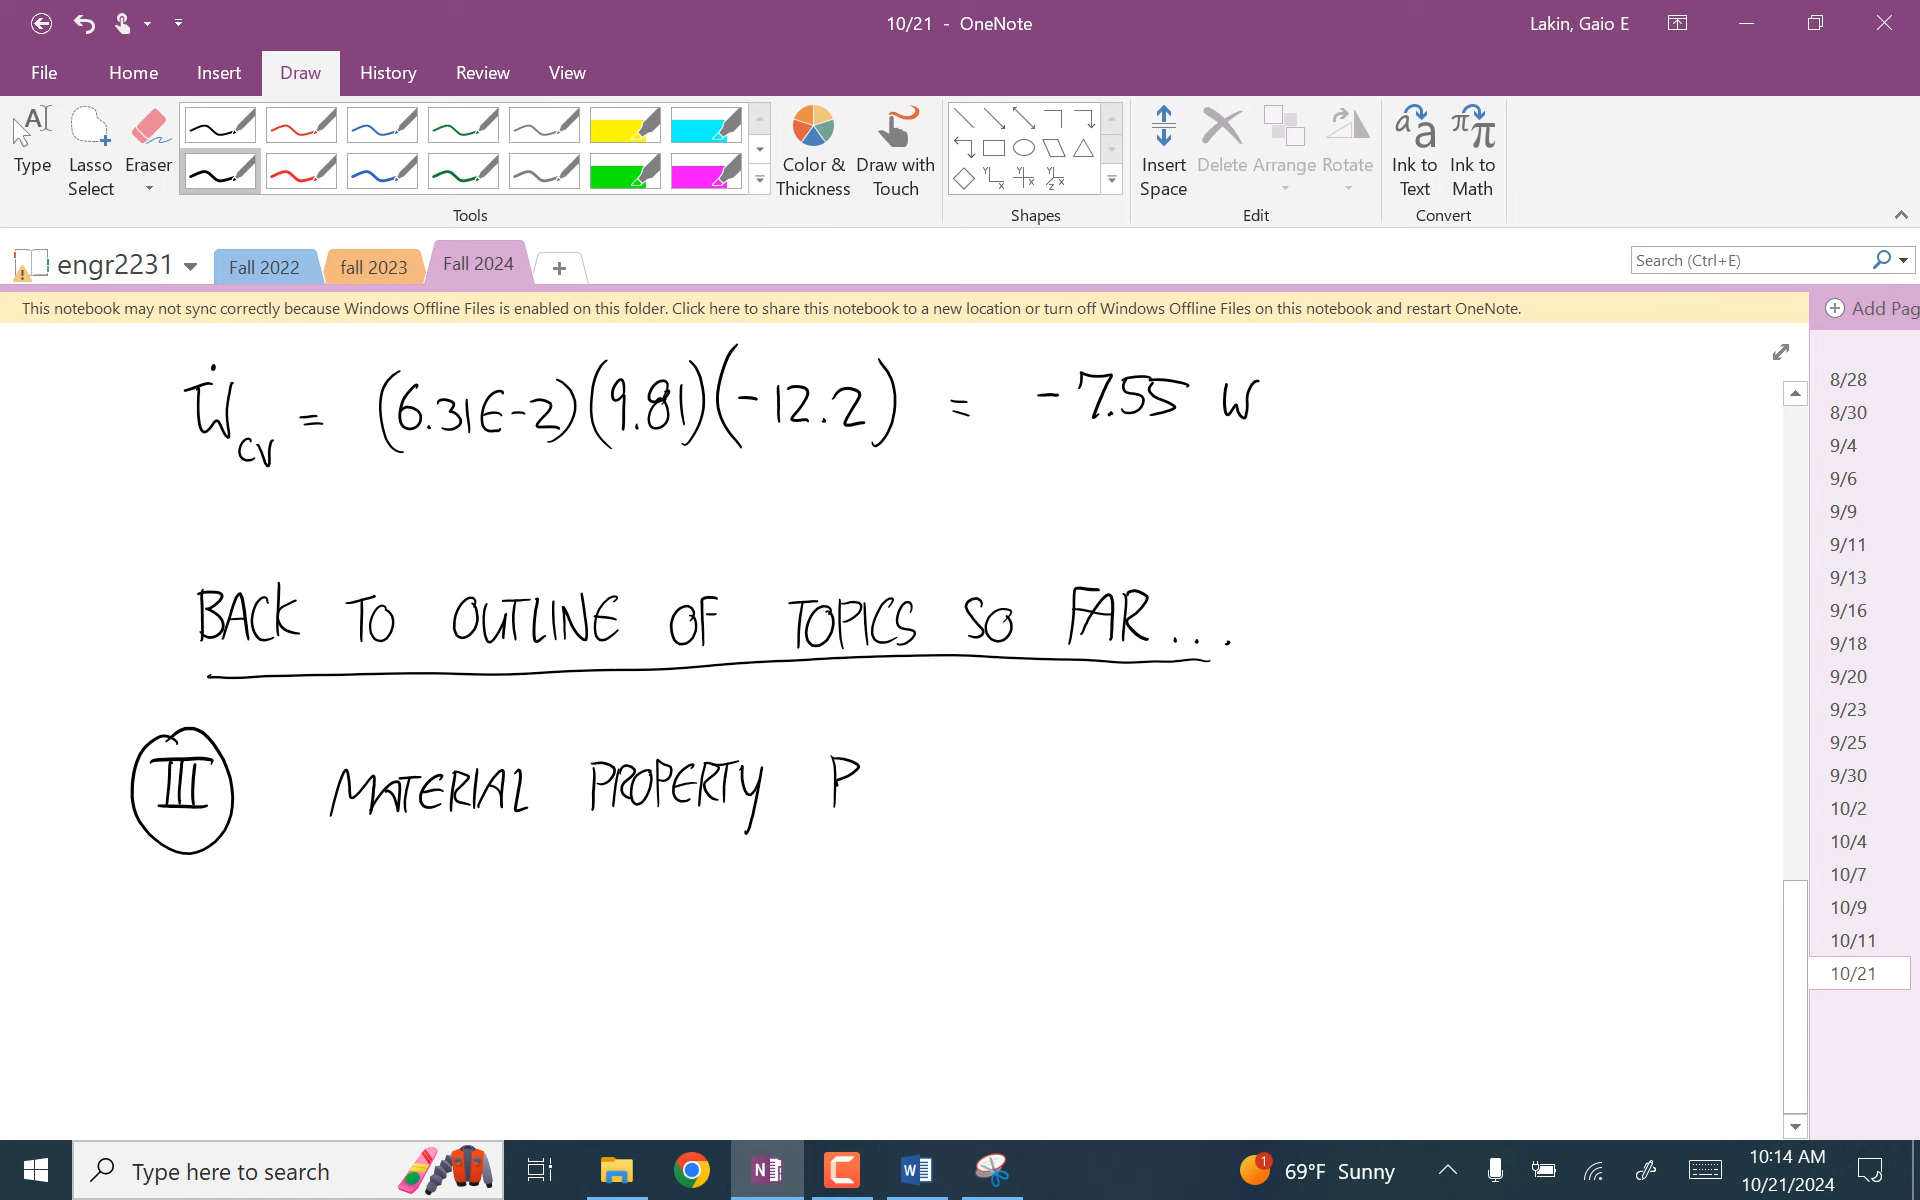 10/21 - OneNote
Lakin, Gaio E
File Home Insert Draw History Review View
Type
Lasso Select
Eraser
Color & Thickness
Draw with Touch
Insert Space
Delete
Arrange
Rotate
Ink to Text
Ink to Math
Tools Shapes Edit Convert
engr2231 Fall 2022 fall 2023 Fall 2024
Search (Ctrl+E)
This notebook may not sync correctly because Windows Offline Files is enabled on this folder. Click here to share this notebook to a new location or turn off Windows Offline Files on this notebook and restart OneNote.
Add Pag
Ẇcv = (6.31E-2)(9.81)(-12.2) = -7.55 W
BACK TO OUTLINE OF TOPICS SO FAR...
III MATERIAL PROPERTY P
8/28
8/30
9/4
9/6
9/9
9/11
9/13
9/16
9/18
9/20
9/23
9/25
9/30
10/2
10/4
10/7
10/9
10/11
10/21
Type here to search
1
69°F Sunny
10:14 AM
10/21/2024